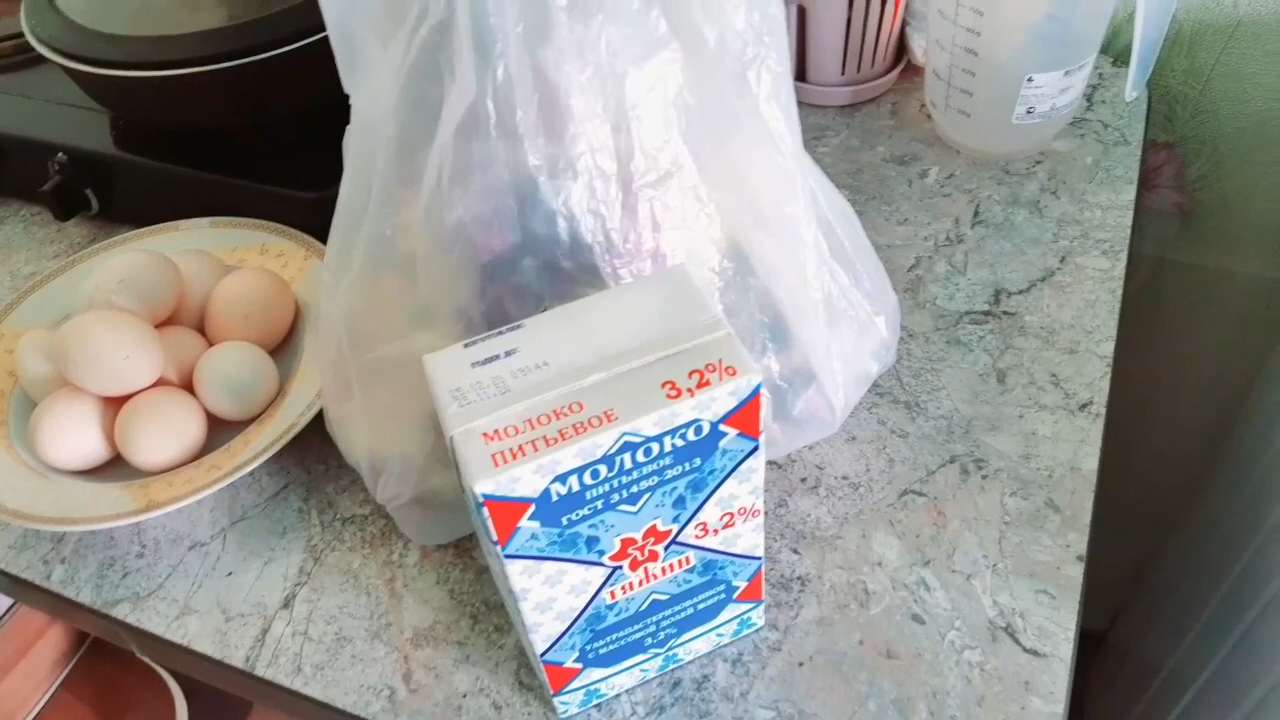 МОЛОКО
ПИТЬЕВОЕ
3,2%
МОЛОКО
ПИТЬЕВОЕ
ГОСТ 31450-2013
3,2%
ТЯЖИН
УЛЬТРАПАСТЕРИЗОВАННОЕ
С МАССОВОЙ ДОЛЕЙ ЖИРА
3,2%